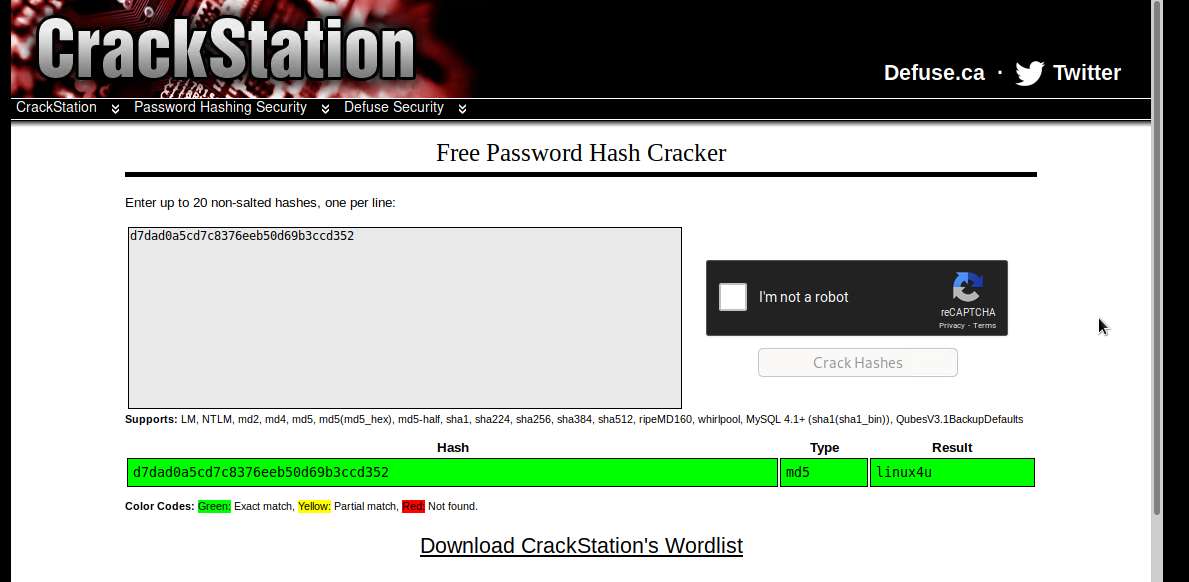 CrackStation
Defuse.ca · Twitter
CrackStation Password Hashing Security Defuse Security
Free Password Hash Cracker
Enter up to 20 non-salted hashes, one per line:
d7dad0a5cd7c8376eeb50d69b3ccd352
I'm not a robot
reCAPTCHA
Privacy - Terms
Crack Hashes
Supports: LM, NTLM, md2, md4, md5, md5(md5_hex), md5-half, sha1, sha224, sha256, sha384, sha512, ripeMD160, whirlpool, MySQL 4.1+ (sha1(sha1_bin)), QubesV3.1BackupDefaults
Hash Type Result
d7dad0a5cd7c8376eeb50d69b3ccd352 md5 linux4u
Color Codes: Green: Exact match, Yellow: Partial match, Red: Not found.
Download CrackStation's Wordlist